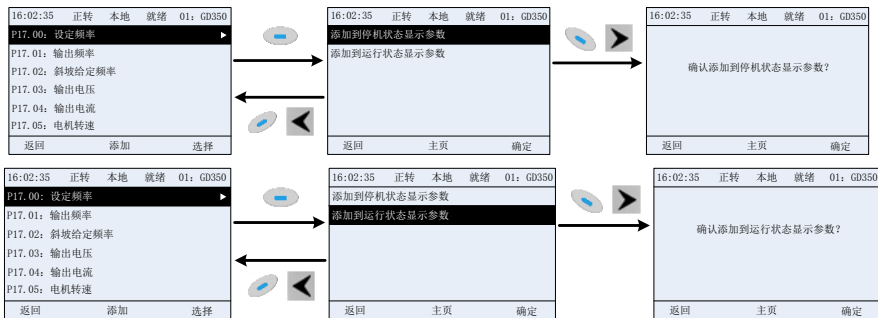 16:02:35 正转 本地 就绪 01: GD350
P17.00: 设定频率
P17.01: 输出频率
P17.02: 斜坡给定频率
P17.03: 输出电压
P17.04: 输出电流
P17.05: 电机转速
返回 添加 选择
16:02:35 正转 本地 就绪 01: GD350
添加到停机状态显示参数
添加到运行状态显示参数
返回 主页 确定
16:02:35 正转 本地 就绪 01: GD350
确认添加到停机状态显示参数?
返回 主页 确定
16:02:35 正转 本地 就绪 01: GD350
P17.00: 设定频率
P17.01: 输出频率
P17.02: 斜坡给定频率
P17.03: 输出电压
P17.04: 输出电流
P17.05: 电机转速
返回 添加 选择
16:02:35 正转 本地 就绪 01: GD350
添加到停机状态显示参数
添加到运行状态显示参数
返回 主页 确定
16:02:35 正转 本地 就绪 01: GD350
确认添加到运行状态显示参数?
返回 主页 确定